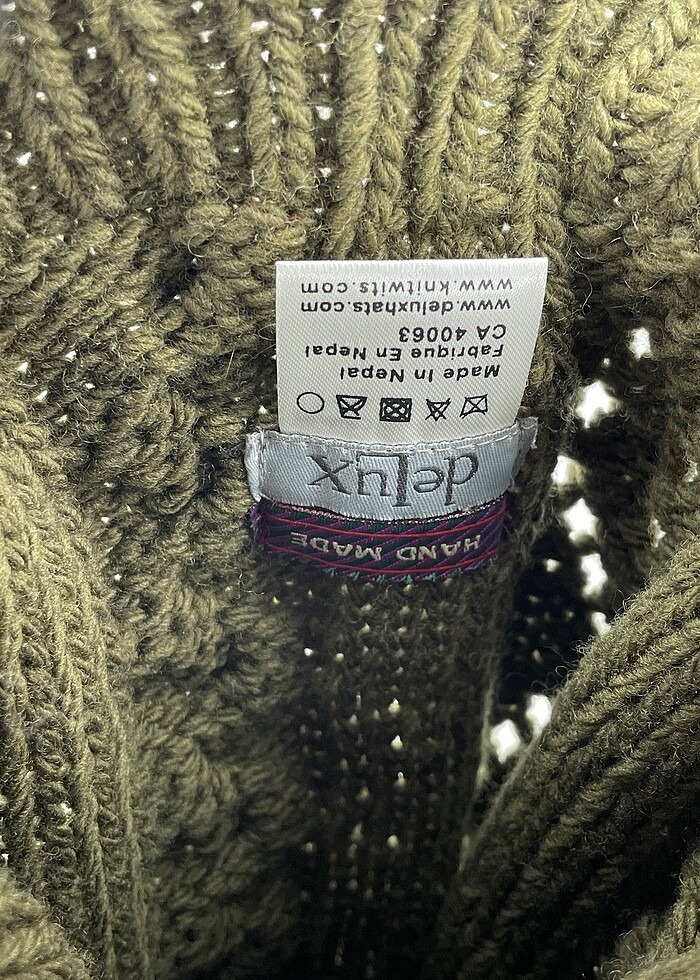 HAND MADE
delux
Made In Nepal
Fabrique En Nepal
CA 40063
www.deluxhats.com
www.knitwits.com